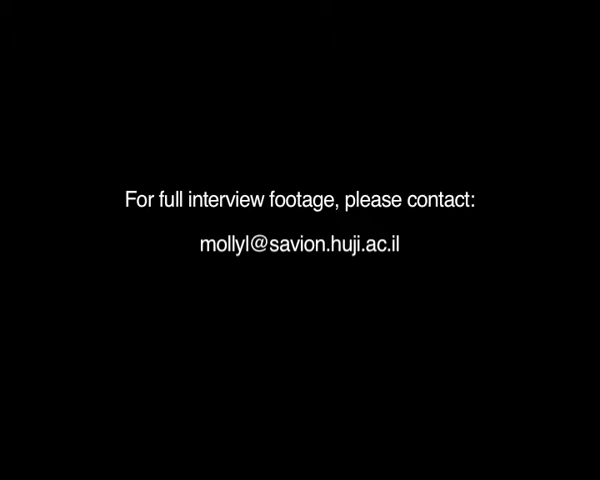 For full interview footage, please contact:
mollyl@savion.huji.ac.il